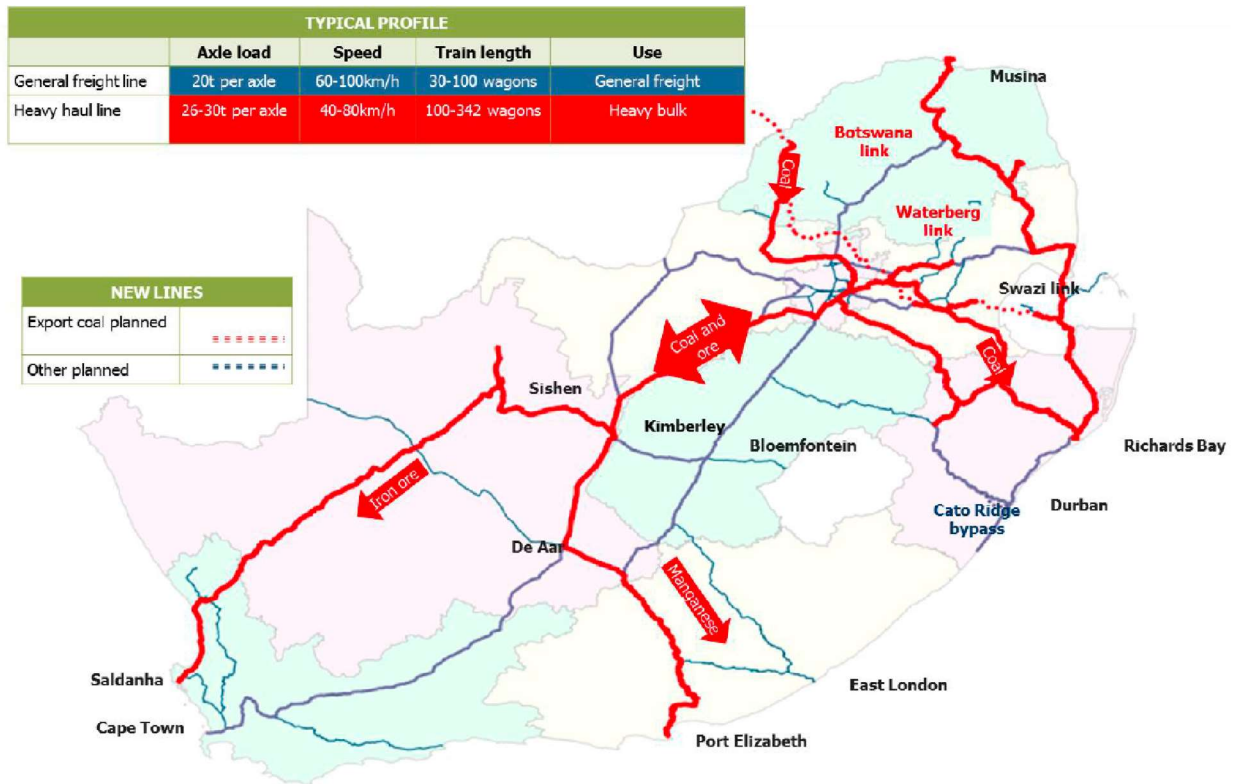 TYPICAL PROFILE
Axle load Speed Train length Use
General freight line 20t per axle 60-100km/h 30-100 wagons General freight
Heavy haul line 26-30t per axle 40-80km/h 100-342 wagons Heavy bulk
Musina
Botswana
link
Coal
Waterberg
link
NEW LINES
Export coal planned
Other planned
Swazi link
Coal and
ore
Coal
Sishen
Kimberley
Bloemfontein
Richards Bay
Iron ore
Durban
Cato Ridge
bypass
De Aar
Manganese
Saldanha
East London
Cape Town
Port Elizabeth